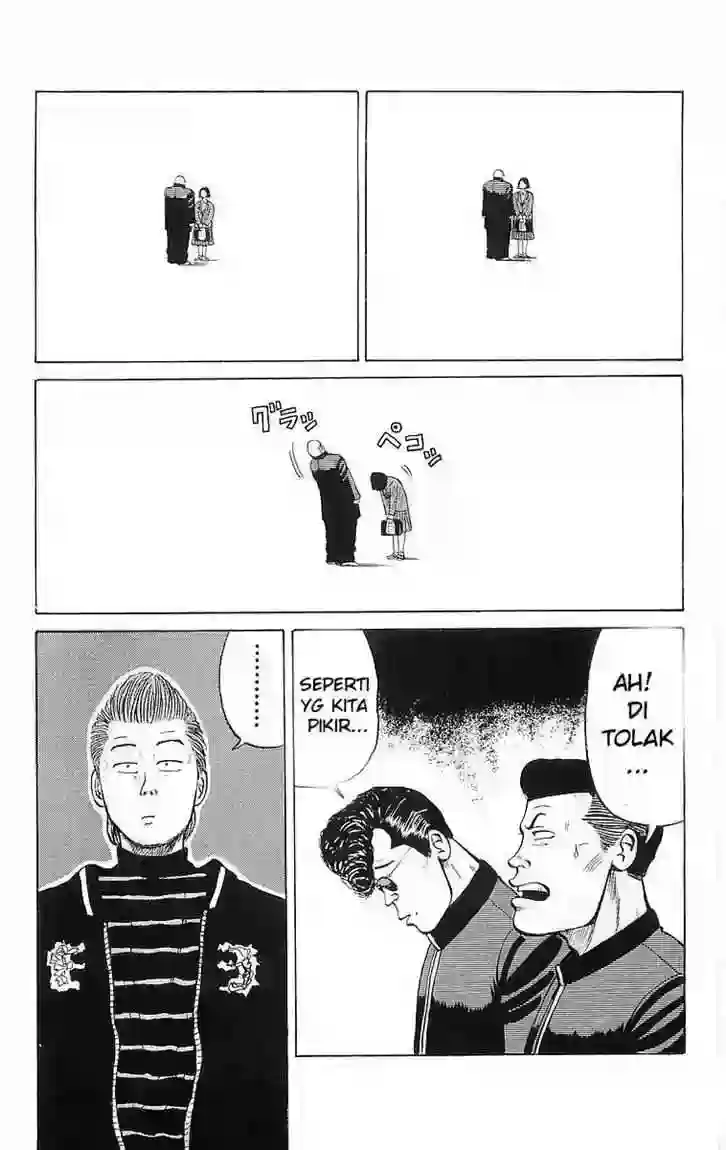 グラッ
ペコッ
AH!
DI
TOLAK
...
SEPERTI
YG KITA
PIKIR...
.........